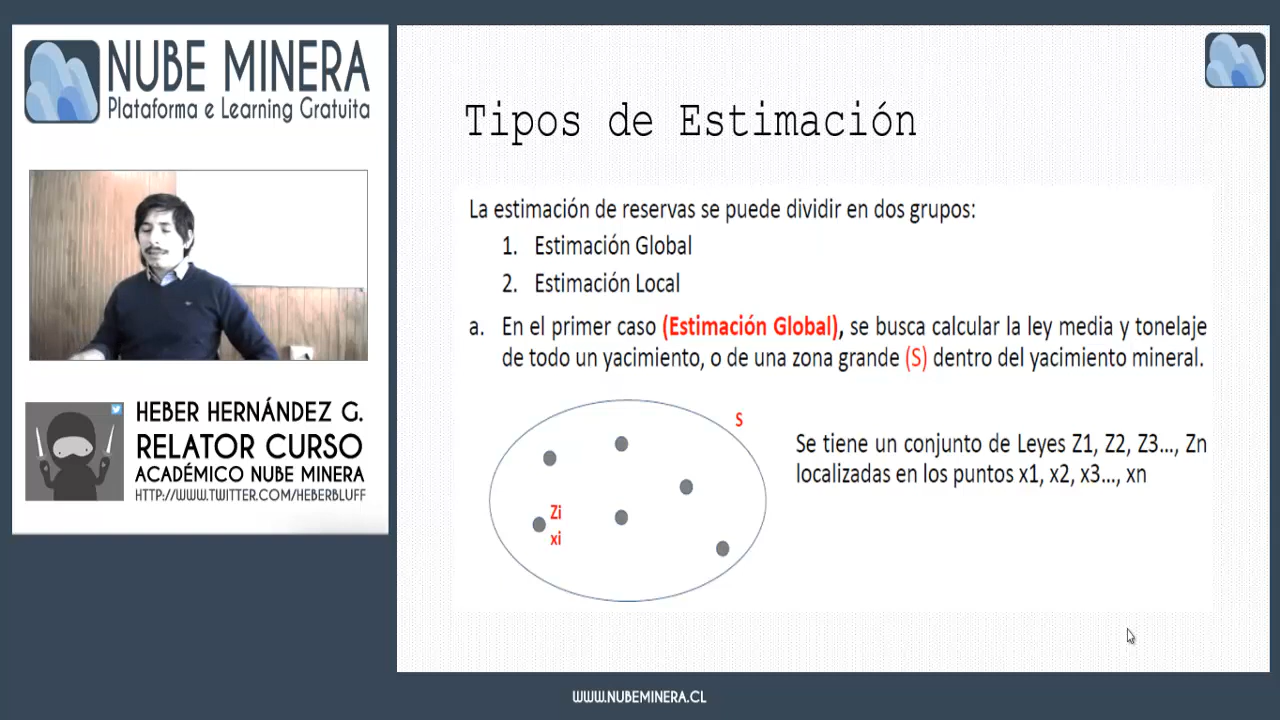 NUBE MINERA
Plataforma e Learning Gratuita
HEBER HERNÁNDEZ G.
RELATOR CURSO
ACADÉMICO NUBE MINERA
HTTP://WWW.TWITTER.COM/HEBERBLUFF
Tipos de Estimación
La estimación de reservas se puede dividir en dos grupos:
1. Estimación Global
2. Estimación Local
a. En el primer caso (Estimación Global), se busca calcular la ley media y tonelaje
de todo un yacimiento, o de una zona grande (S) dentro del yacimiento mineral.
S
Zi
xi
Se tiene un conjunto de Leyes Z1, Z2, Z3..., Zn
localizadas en los puntos x1, x2, x3..., xn
WWW.NUBEMINERA.CL